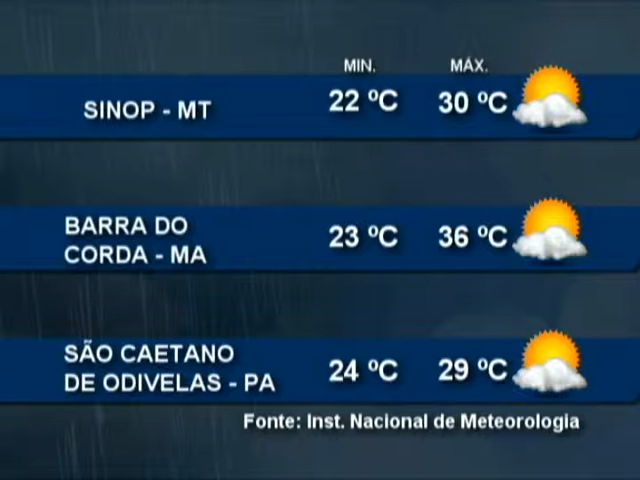 MIN. MÁX.
SINOP - MT 22 ºC 30 ºC
BARRA DO
CORDA - MA 23 ºC 36 ºC
SÃO CAETANO
DE ODIVELAS - PA 24 ºC 29 ºC
Fonte: Inst. Nacional de Meteorologia